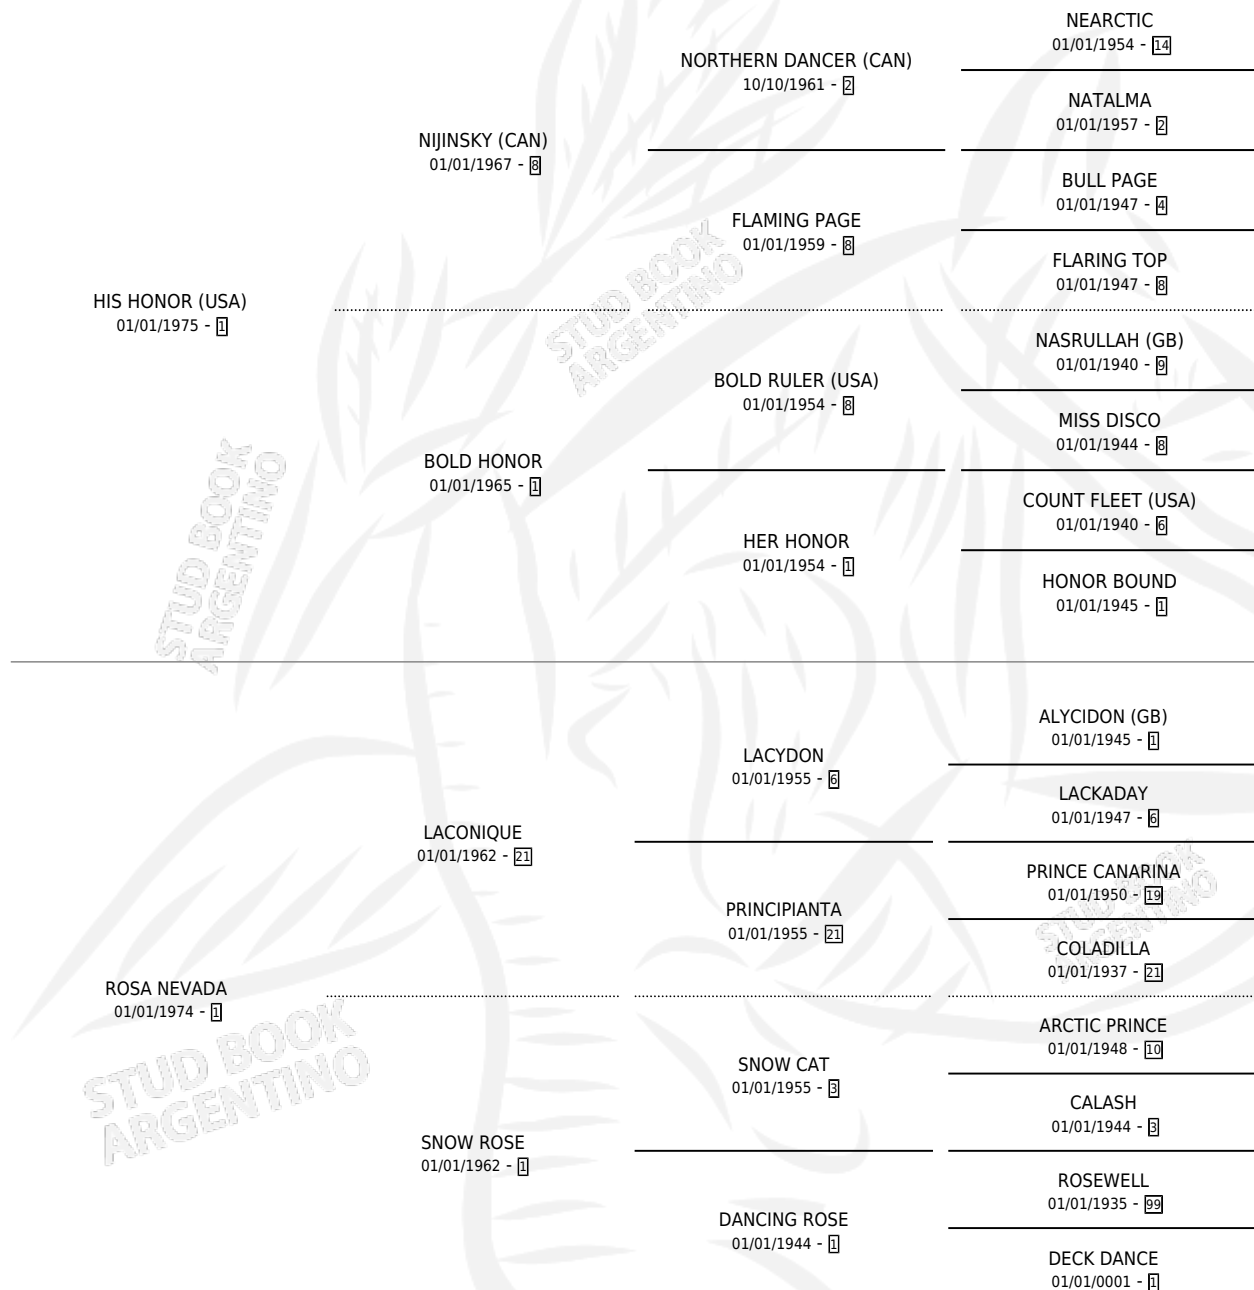 NEARCTIC
01/01/1954 - 14
NORTHERN DANCER (CAN)
10/10/1961 - 2
NATALMA
01/01/1957 - 2
NIJINSKY (CAN)
01/01/1967 - 8
BULL PAGE
01/01/1947 - 4
FLAMING PAGE
01/01/1959 - 8
FLARING TOP
01/01/1947 - 8
HIS HONOR (USA)
01/01/1975 - 1
NASRULLAH (GB)
01/01/1940 - 9
BOLD RULER (USA)
01/01/1954 - 8
MISS DISCO
01/01/1944 - 8
BOLD HONOR
01/01/1965 - 1
COUNT FLEET (USA)
01/01/1940 - 6
HER HONOR
01/01/1954 - 1
HONOR BOUND
01/01/1945 - 1
STUD BOOK
ARGENTINO
STUD BOOK
ARGENTINO
ALYCIDON (GB)
01/01/1945 - 1
LACYDON
01/01/1955 - 6
LACKADAY
01/01/1947 - 6
LACONIQUE
01/01/1962 - 21
PRINCE CANARINA
01/01/1950 - 19
PRINCIPIANTA
01/01/1955 - 21
COLADILLA
01/01/1937 - 21
ROSA NEVADA
01/01/1974 - 1
ARCTIC PRINCE
01/01/1948 - 10
SNOW CAT
01/01/1955 - 3
CALASH
01/01/1944 - 3
SNOW ROSE
01/01/1962 - 1
ROSEWELL
01/01/1935 - 99
DANCING ROSE
01/01/1944 - 1
DECK DANCE
01/01/0001 - 1
STUD BOOK
ARGENTINO
STUD BOOK
ARGENTINO